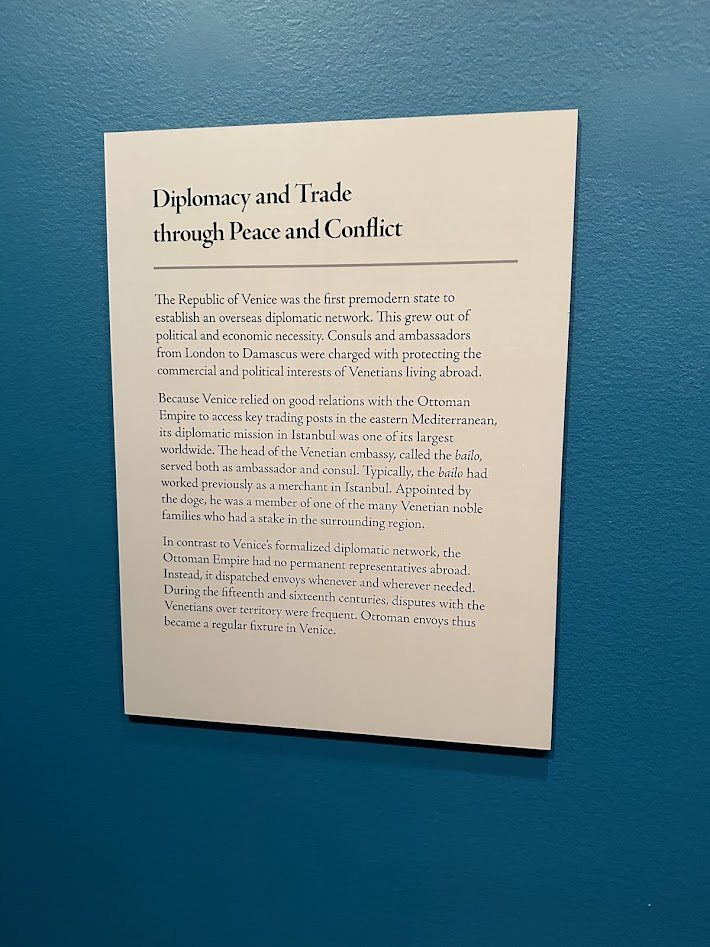 Diplomacy and Trade
through Peace and Conflict
The Republic of Venice was the first premodern state to
establish an overseas diplomatic network. This grew out of
political and economic necessity. Consuls and ambassadors
from London to Damascus were charged with protecting the
commercial and political interests of Venetians living abroad.
Because Venice relied on good relations with the Ottoman
Empire to access key trading posts in the eastern Mediterranean,
its diplomatic mission in Istanbul was one of its largest
worldwide. The head of the Venetian embassy, called the bailo,
served both as ambassador and consul. Typically, the bailo had
worked previously as a merchant in Istanbul. Appointed by
the doge, he was a member of one of the many Venetian noble
families who had a stake in the surrounding region.
In contrast to Venice's formalized diplomatic network, the
Ottoman Empire had no permanent representatives abroad.
Instead, it dispatched envoys whenever and wherever needed.
During the fifteenth and sixteenth centuries, disputes with the
Venetians over territory were frequent. Ottoman envoys thus
became a regular fixture in Venice.